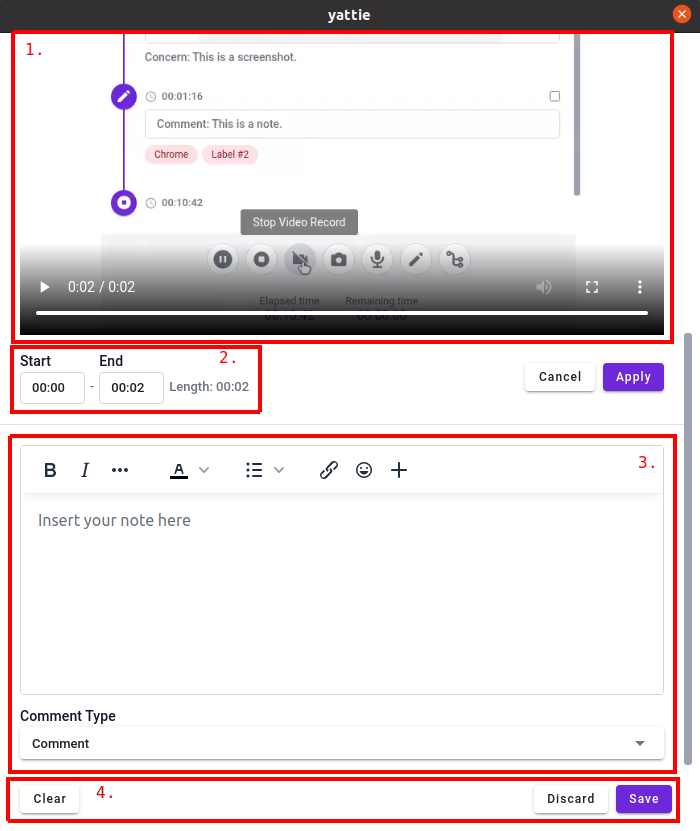 yattie
1.
Concern: This is a screenshot.
00:01:16
Comment: This is a note.
Chrome Label #2
00:10:42
Stop Video Record
0:02 / 0:02
Elapsed time Remaining time
00:10:42 00:00:00
Start End 2.
00:00 - 00:02 Length: 00:02
Cancel Apply
3.
B I ••• A
Insert your note here
Comment Type
Comment
4.
Clear Discard Save